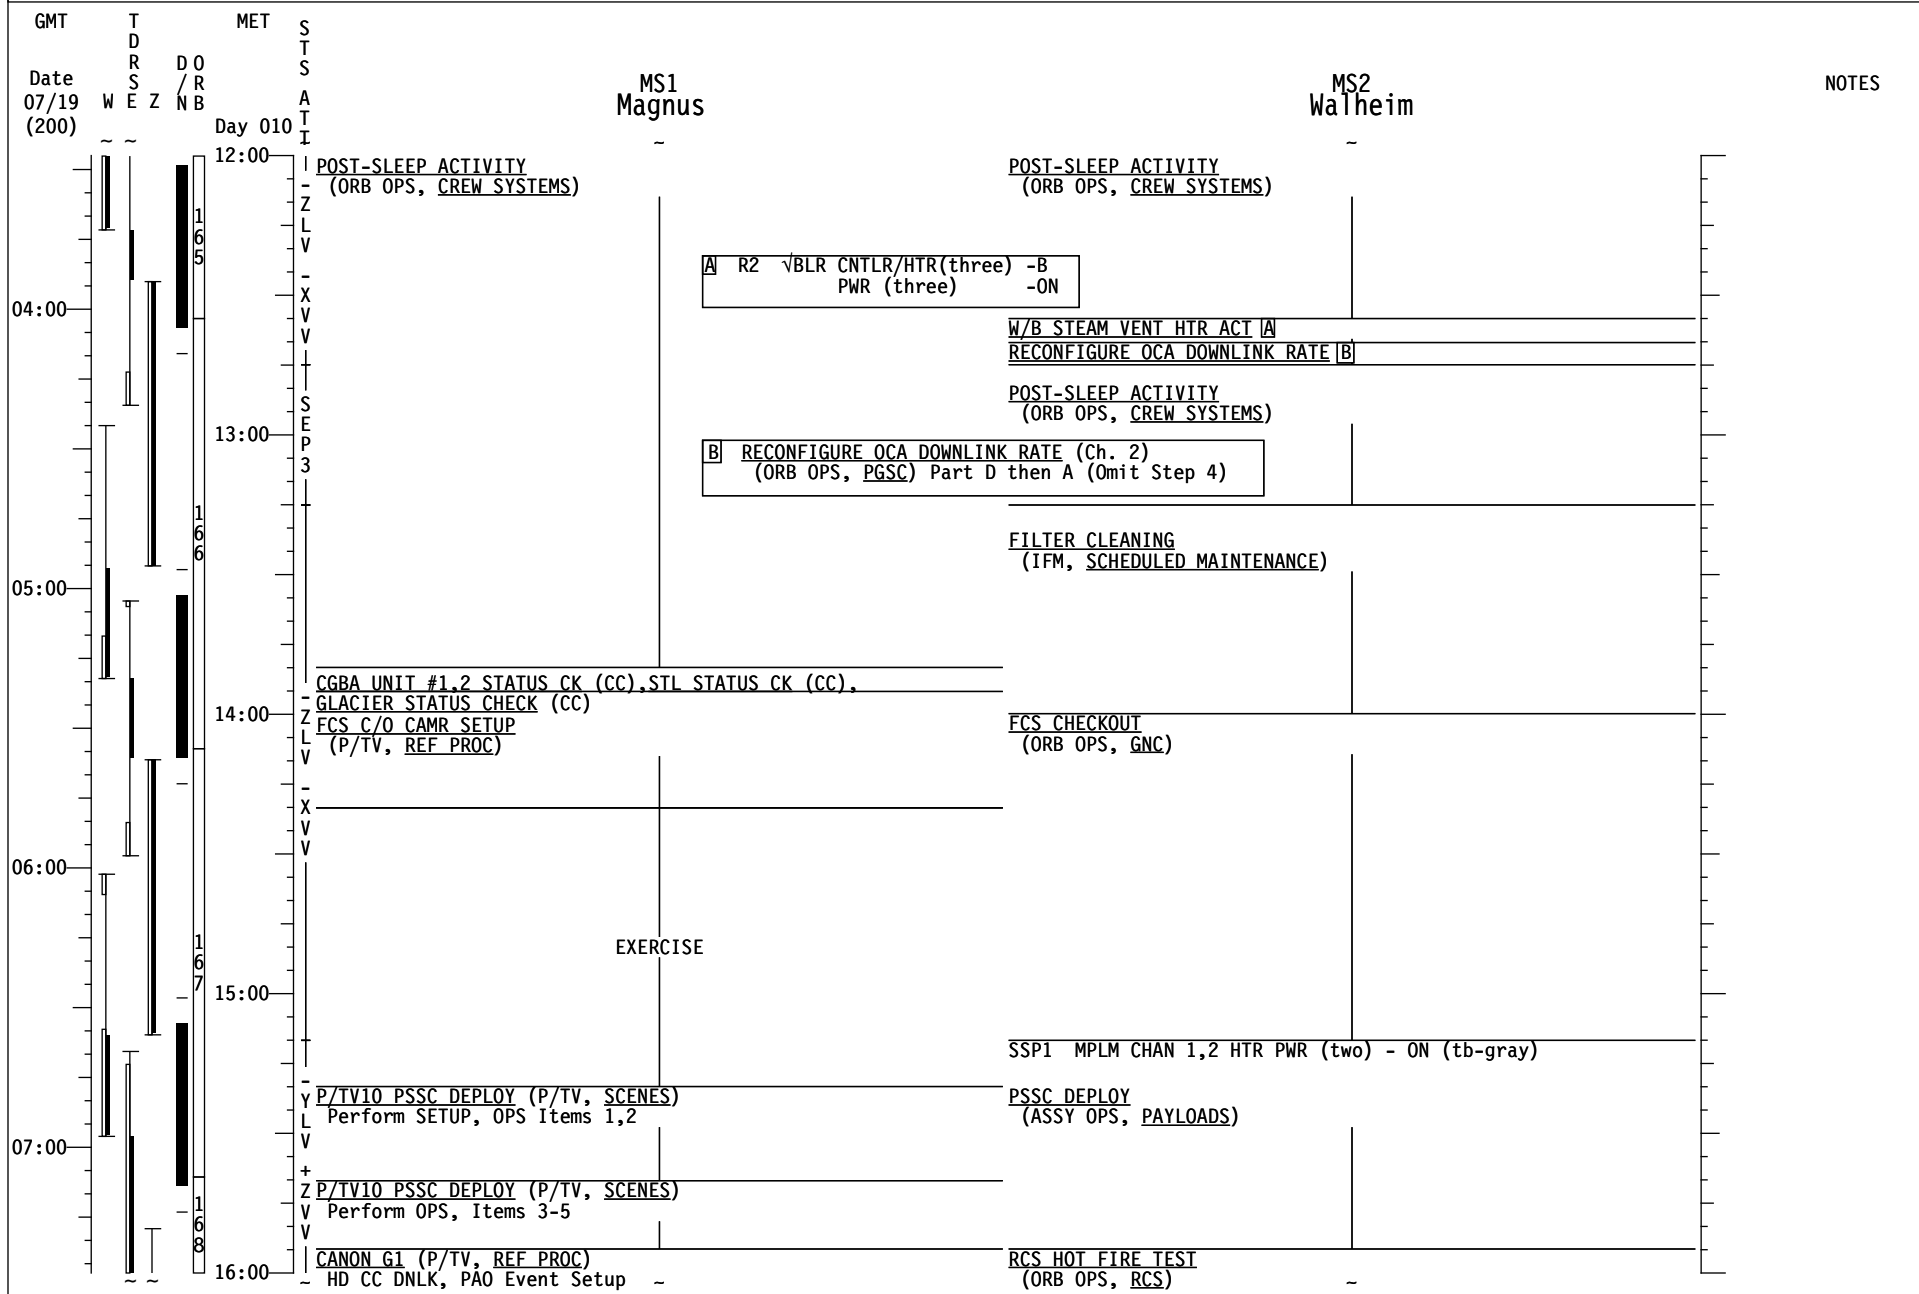 GMT
TDRSE
MET
STS ATT
D/N
ORB
MS1
MS2
NOTES
Date
07/19
W E Z
Magnus
Walheim
(200)
Day 010
~ ~
~
~
12:00
POST-SLEEP ACTIVITY
(ORB OPS, CREW SYSTEMS)
POST-SLEEP ACTIVITY
(ORB OPS, CREW SYSTEMS)
-ZLV
165
A R2 √BLR CNTLR/HTR(three) -B
PWR (three) -ON
-XVV
04:00
W/B STEAM VENT HTR ACT A
RECONFIGURE OCA DOWNLINK RATE B
POST-SLEEP ACTIVITY
(ORB OPS, CREW SYSTEMS)
SEP3
13:00
B RECONFIGURE OCA DOWNLINK RATE (Ch. 2)
(ORB OPS, PGSC) Part D then A (Omit Step 4)
166
FILTER CLEANING
(IFM, SCHEDULED MAINTENANCE)
05:00
CGBA UNIT #1,2 STATUS CK (CC),STL STATUS CK (CC),
GLACIER STATUS CHECK (CC)
-ZLV
14:00
FCS C/O CAMR SETUP
(P/TV, REF PROC)
FCS CHECKOUT
(ORB OPS, GNC)
-XVV
06:00
EXERCISE
167
15:00
SSP1 MPLM CHAN 1,2 HTR PWR (two) - ON (tb-gray)
-YLV
P/TV10 PSSC DEPLOY (P/TV, SCENES)
Perform SETUP, OPS Items 1,2
PSSC DEPLOY
(ASSY OPS, PAYLOADS)
07:00
+ZVV
P/TV10 PSSC DEPLOY (P/TV, SCENES)
Perform OPS, Items 3-5
168
CANON G1 (P/TV, REF PROC)
HD CC DNLK, PAO Event Setup
RCS HOT FIRE TEST
(ORB OPS, RCS)
16:00
~ ~
~
~
~